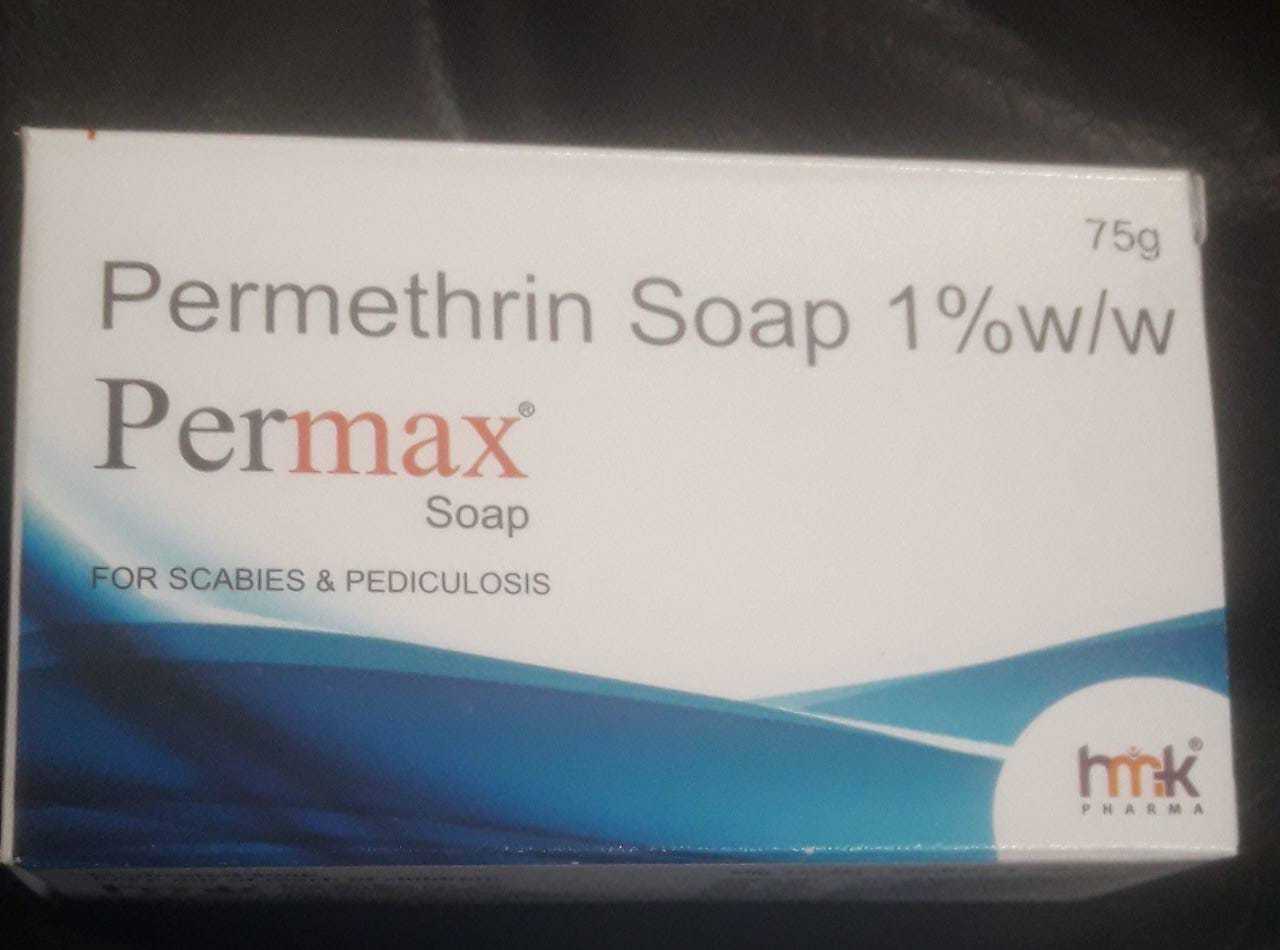 75g
Permethrin Soap 1%w/w
Permax®
Soap
FOR SCABIES & PEDICULOSIS
hmk®
PHARMA